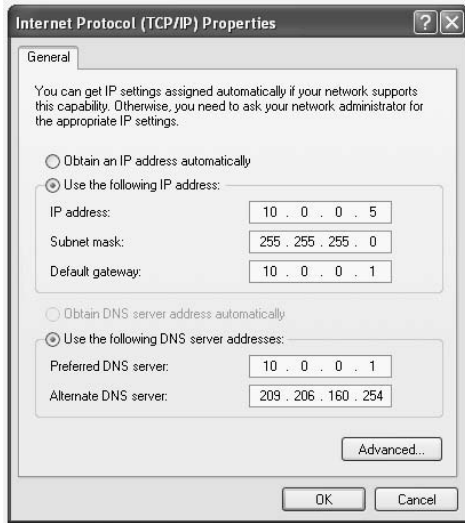 Internet Protocol (TCP/IP) Properties
General
You can get IP settings assigned automatically if your network supports
this capability. Otherwise, you need to ask your network administrator for
the appropriate IP settings.
Obtain an IP address automatically
Use the following IP address:
IP address: 10 . 0 . 0 . 5
Subnet mask: 255 . 255 . 255 . 0
Default gateway: 10 . 0 . 0 . 1
Obtain DNS server address automatically
Use the following DNS server addresses:
Preferred DNS server: 10 . 0 . 0 . 1
Alternate DNS server: 209 . 206 . 160 . 254
Advanced...
OK Cancel